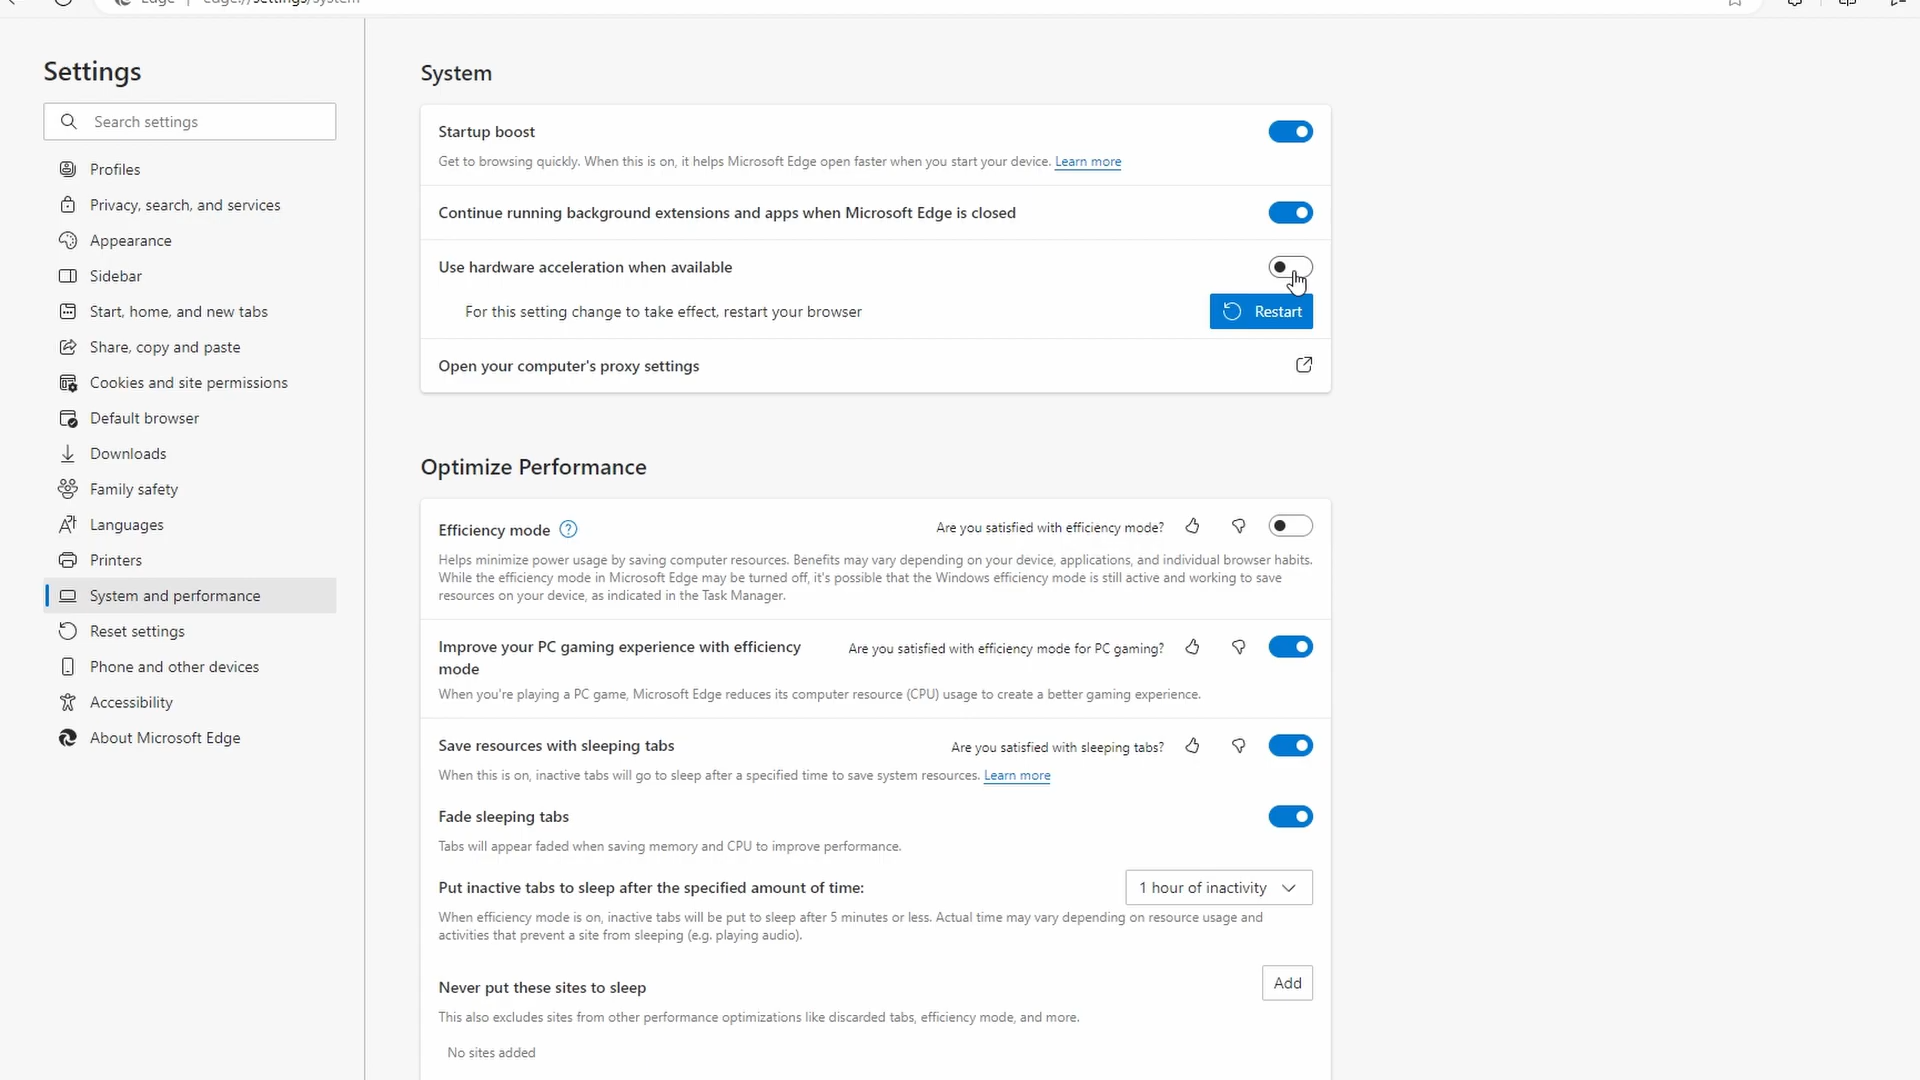 Settings
Search settings
Profiles
Privacy, search, and services
Appearance
Sidebar
Start, home, and new tabs
Share, copy and paste
Cookies and site permissions
Default browser
Downloads
Family safety
Languages
Printers
System and performance
Reset settings
Phone and other devices
Accessibility
About Microsoft Edge
System
Startup boost
Get to browsing quickly. When this is on, it helps Microsoft Edge open faster when you start your device. Learn more
Continue running background extensions and apps when Microsoft Edge is closed
Use hardware acceleration when available
For this setting change to take effect, restart your browser
Restart
Open your computer's proxy settings
Optimize Performance
Efficiency mode
Are you satisfied with efficiency mode?
Helps minimize power usage by saving computer resources. Benefits may vary depending on your device, applications, and individual browser habits.
While the efficiency mode in Microsoft Edge may be turned off, it's possible that the Windows efficiency mode is still active and working to save
resources on your device, as indicated in the Task Manager.
Improve your PC gaming experience with efficiency
mode
Are you satisfied with efficiency mode for PC gaming?
When you're playing a PC game, Microsoft Edge reduces its computer resource (CPU) usage to create a better gaming experience.
Save resources with sleeping tabs
Are you satisfied with sleeping tabs?
When this is on, inactive tabs will go to sleep after a specified time to save system resources. Learn more
Fade sleeping tabs
Tabs will appear faded when saving memory and CPU to improve performance.
Put inactive tabs to sleep after the specified amount of time:
1 hour of inactivity
When efficiency mode is on, inactive tabs will be put to sleep after 5 minutes or less. Actual time may vary depending on resource usage and
activities that prevent a site from sleeping (e.g. playing audio).
Never put these sites to sleep
Add
This also excludes sites from other performance optimizations like discarded tabs, efficiency mode, and more.
No sites added